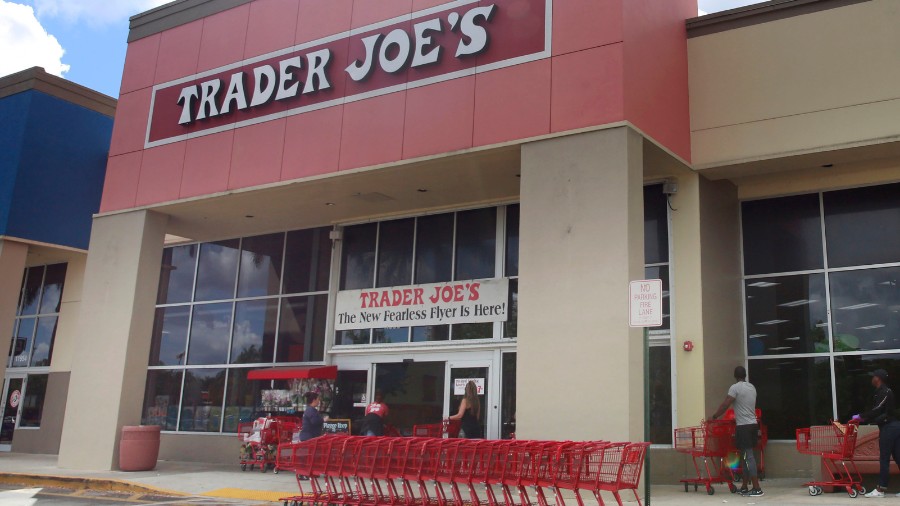 TRADER JOE'S
TRADER JOE'S
The New Fearless Flyer Is Here!
NO
PARKING
FIRE
LANE